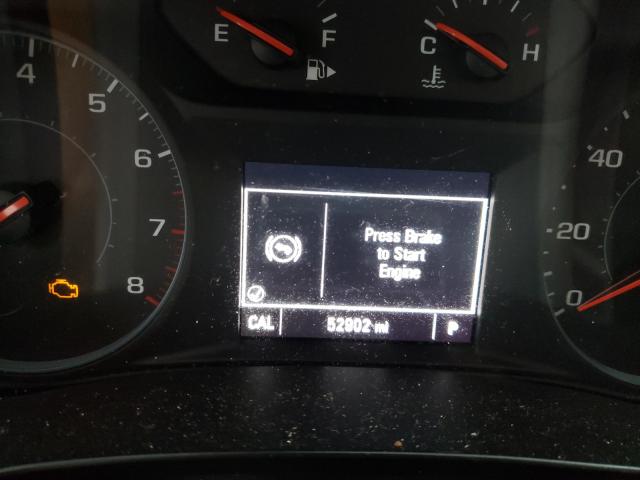 E F
C H
4
5
6
7
8
40
20
0
Press Brake
to Start
Engine
CAL 52902 mi P